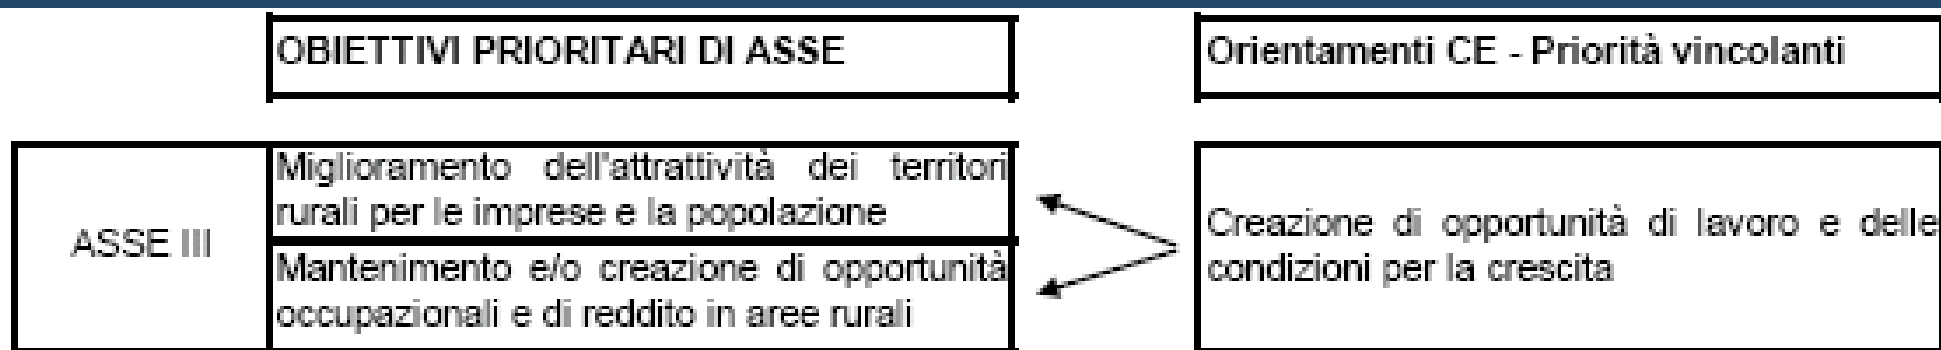 OBIETTIVI PRIORITARI DI ASSE
Orientamenti CE - Priorità vincolanti
ASSE III
Miglioramento dell'attrattività dei territori
rurali per le imprese e la popolazione
Mantenimento e/o creazione di opportunità
occupazionali e di reddito in aree rurali
Creazione di opportunità di lavoro e delle
condizioni per la crescita